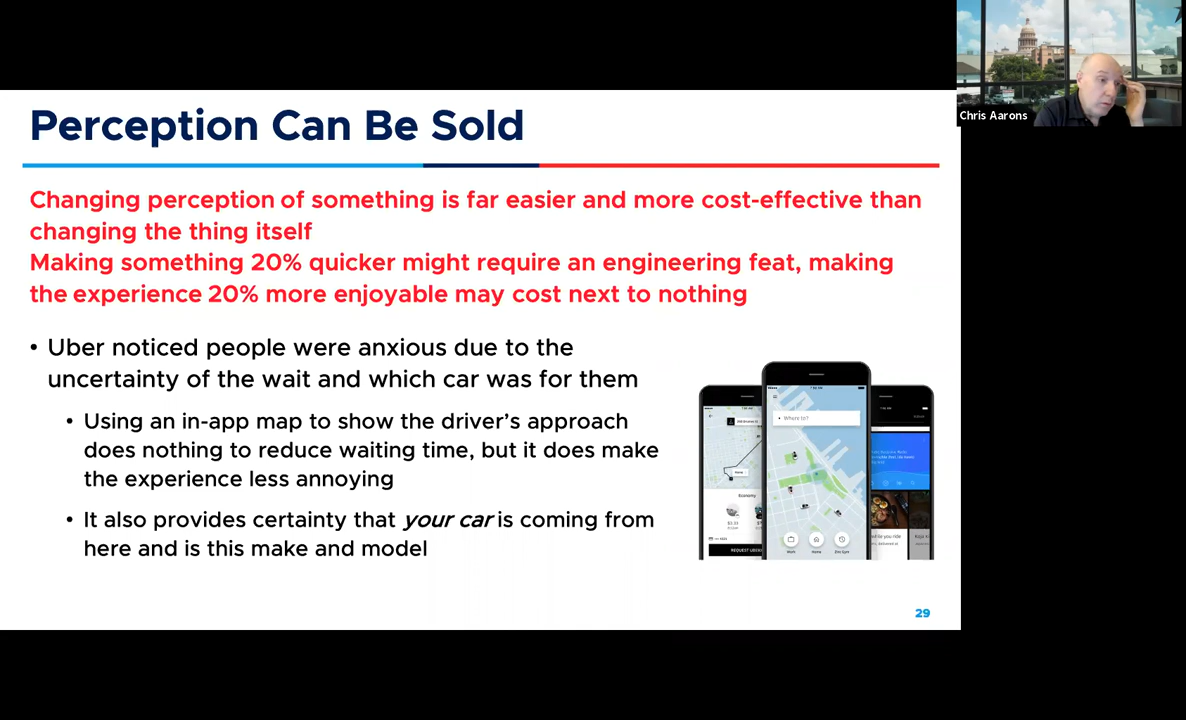 Chris Aarons
Perception Can Be Sold
Changing perception of something is far easier and more cost-effective than
changing the thing itself
Making something 20% quicker might require an engineering feat, making
the experience 20% more enjoyable may cost next to nothing
• Uber noticed people were anxious due to the
uncertainty of the wait and which car was for them
• Using an in-app map to show the driver's approach
does nothing to reduce waiting time, but it does make
the experience less annoying
• It also provides certainty that your car is coming from
here and is this make and model
Where to?
Economy
Work
Home
29